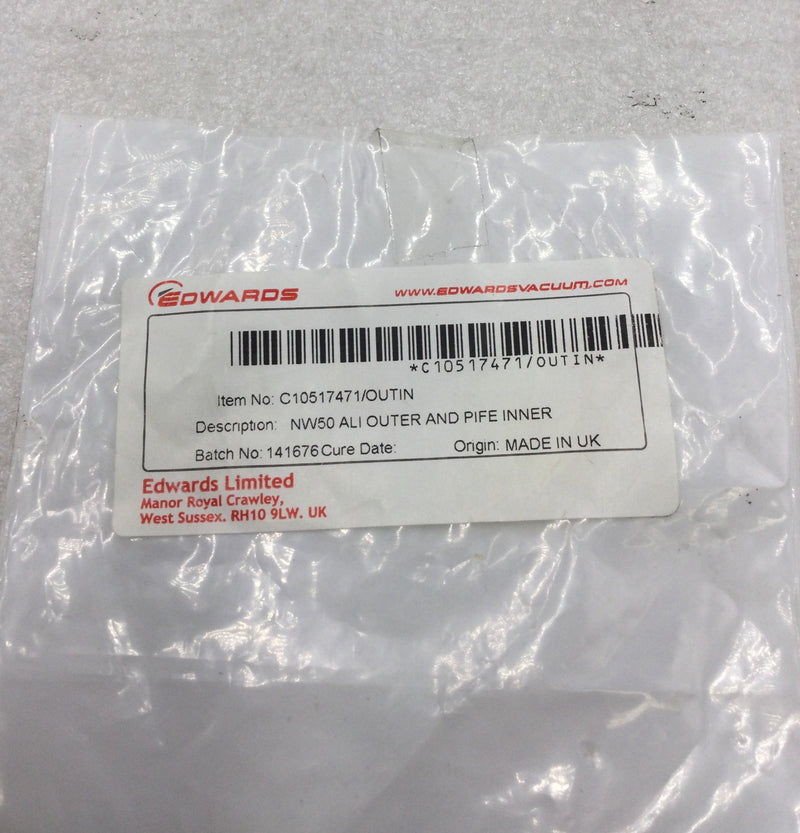 EDWARDS
WWW.EDWARDSVACUUM.COM
*C10517471/OUTIN*
Item No: C10517471/OUTIN
Description: NW50 ALI OUTER AND PIFE INNER
Batch No: 141676 Cure Date: Origin: MADE IN UK
Edwards Limited
Manor Royal Crawley,
West Sussex. RH10 9LW. UK